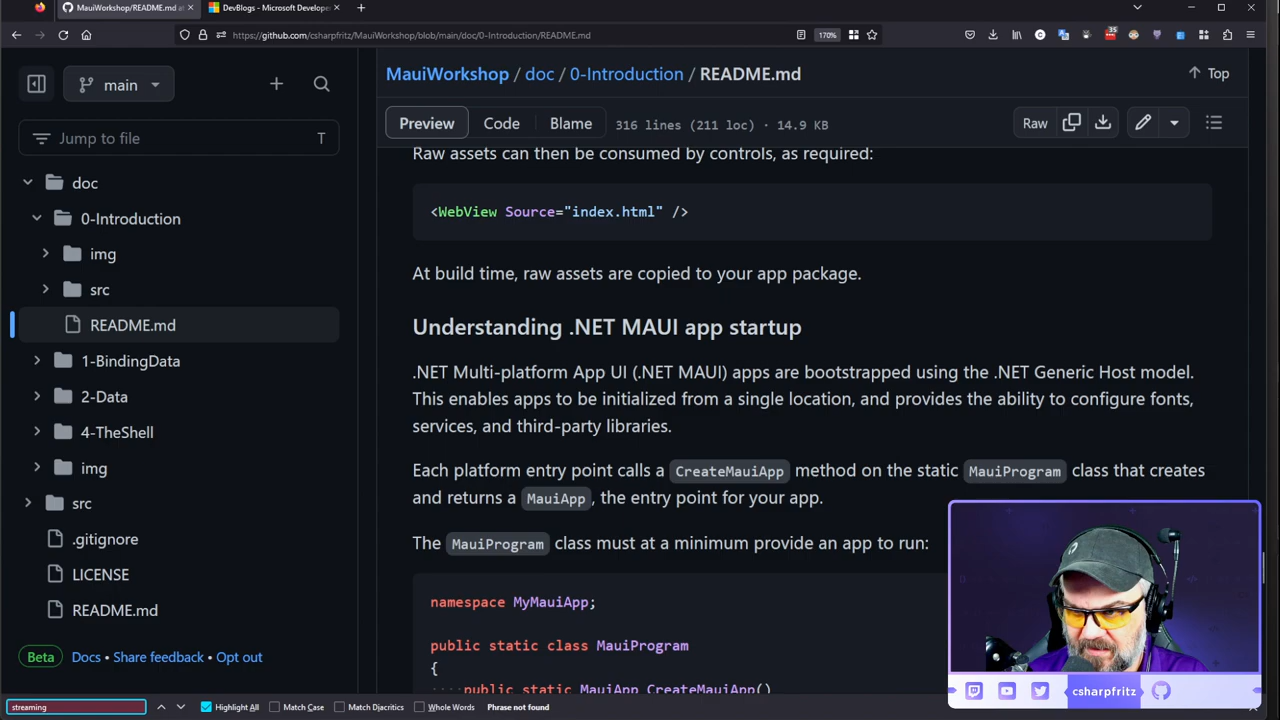 MauiWorkshop/README.md at
DevBlogs - Microsoft Develope
https://github.com/csharpfritz/MauiWorkshop/blob/main/doc/0-Introduction/README.md
170%
35
main
MauiWorkshop / doc / 0-Introduction / README.md
Top
Jump to file
T
Preview
Code
Blame
316 lines (211 loc) · 14.9 KB
Raw
doc
0-Introduction
img
src
README.md
1-BindingData
2-Data
4-TheShell
img
src
.gitignore
LICENSE
README.md
Beta
Docs · Share feedback · Opt out
Raw assets can then be consumed by controls, as required:
<WebView Source="index.html" />
At build time, raw assets are copied to your app package.
Understanding .NET MAUI app startup
.NET Multi-platform App UI (.NET MAUI) apps are bootstrapped using the .NET Generic Host model.
This enables apps to be initialized from a single location, and provides the ability to configure fonts,
services, and third-party libraries.
Each platform entry point calls a CreateMauiApp method on the static MauiProgram class that creates
and returns a MauiApp, the entry point for your app.
The MauiProgram class must at a minimum provide an app to run:
namespace MyMauiApp;
public static class MauiProgram
{
public static MauiApp CreateMauiApp()
csharpfritz
streaming
Highlight All
Match Case
Match Diacritics
Whole Words
Phrase not found